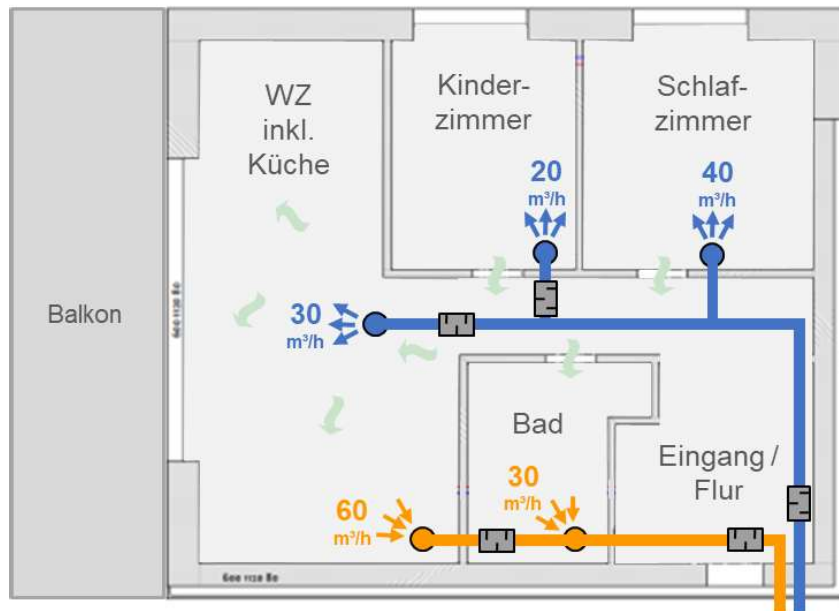 WZ
inkl.
Küche
Kinder-
zimmer
Schlaf-
zimmer
20
m³/h
40
m³/h
Balkon
30
m³/h
Bad
Eingang /
Flur
60
m³/h
30
m³/h